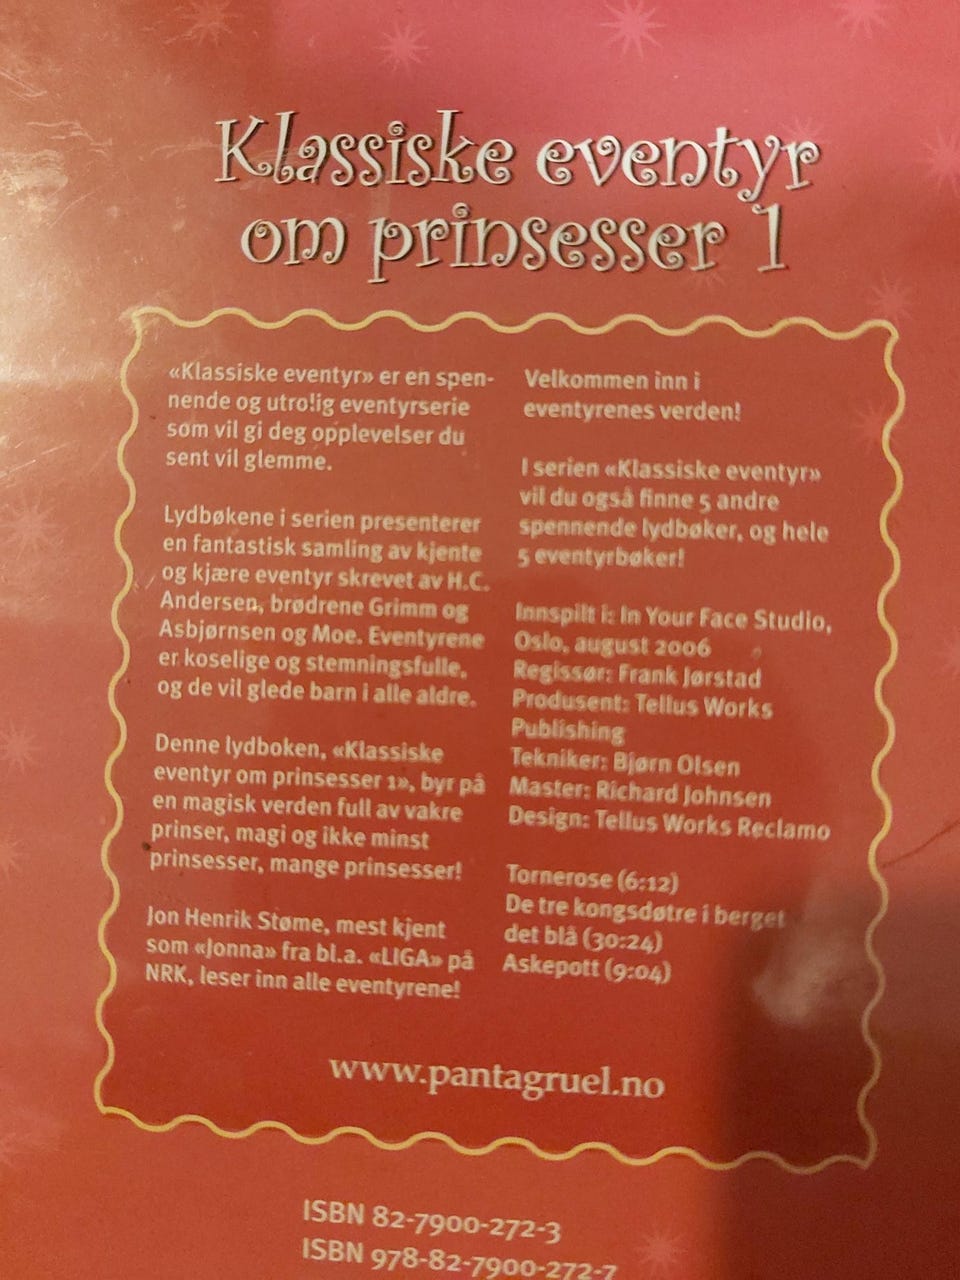 Klassiske eventyr
om prinsesser 1
«Klassiske eventyr» er en spen-
nende og utrolig eventyrserie
som vil gi deg opplevelser du
sent vil glemme.
Lydbøkene i serien presenterer
en fantastisk samling av kjente
og kjære eventyr skrevet av H.C.
Andersen, brødrene Grimm og
Asbjørnsen og Moe. Eventyrene
er koselige og stemningsfulle,
og de vil glede barn i alle aldre.
Denne lydboken, «Klassiske
eventyr om prinsesser 1», byr på
en magisk verden full av vakre
prinser, magi og ikke minst
prinsesser, mange prinsesser!
Jon Henrik Støme, mest kjent
som «Jonna» fra bl.a. «LIGA» på
NRK, leser inn alle eventyrene!
Velkommen inn i
eventyrenes verden!
I serien «Klassiske eventyr»
vil du også finne 5 andre
spennende lydbøker, og hele
5 eventyrbøker!
Innspilt i: In Your Face Studio,
Oslo, august 2006
Regissør: Frank Jørstad
Produsent: Tellus Works
Publishing
Tekniker: Bjørn Olsen
Master: Richard Johnsen
Design: Tellus Works Reclamo
Tornerose (6:12)
De tre kongsdøtre i berget
det blå (30:24)
Askepott (9:04)
www.pantagruel.no
ISBN 82-7900-272-3
ISBN 978-82-7900-272-7